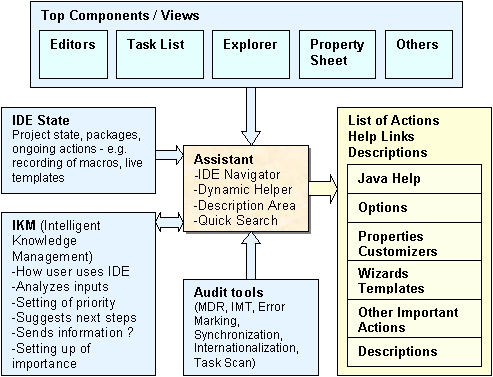 Top Components / Views
Editors
Task List
Explorer
Property
Sheet
Others
IDE State
Project state, packages,
ongoing actions - e.g.
recording of macros, live
templates
Assistant
-IDE Navigator
-Dynamic Helper
-Description Area
-Quick Search
List of Actions
Help Links
Descriptions
Java Help
Options
Properties
Customizers
Wizards
Templates
Other Important
Actions
Descriptions
IKM (Intelligent
Knowledge
Management)
-How user uses IDE
-Analyzes inputs
-Setting of priority
-Suggests next steps
-Sends information ?
-Setting up of
importance
Audit tools
(MDR, IMT, Error
Marking,
Synchronization,
Internationalization,
Task Scan)